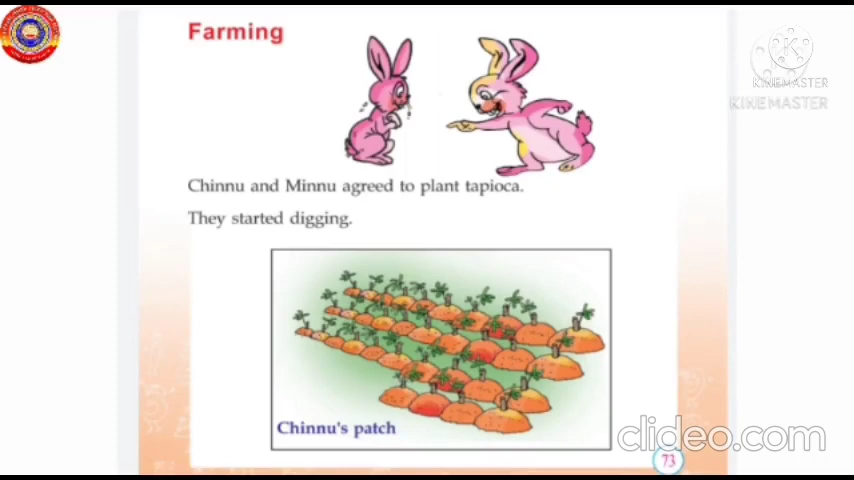 Farming
KINEMASTER
KINEMASTER
Chinnu and Minnu agreed to plant tapioca.
They started digging.
Chinnu's patch
clideo.com
73